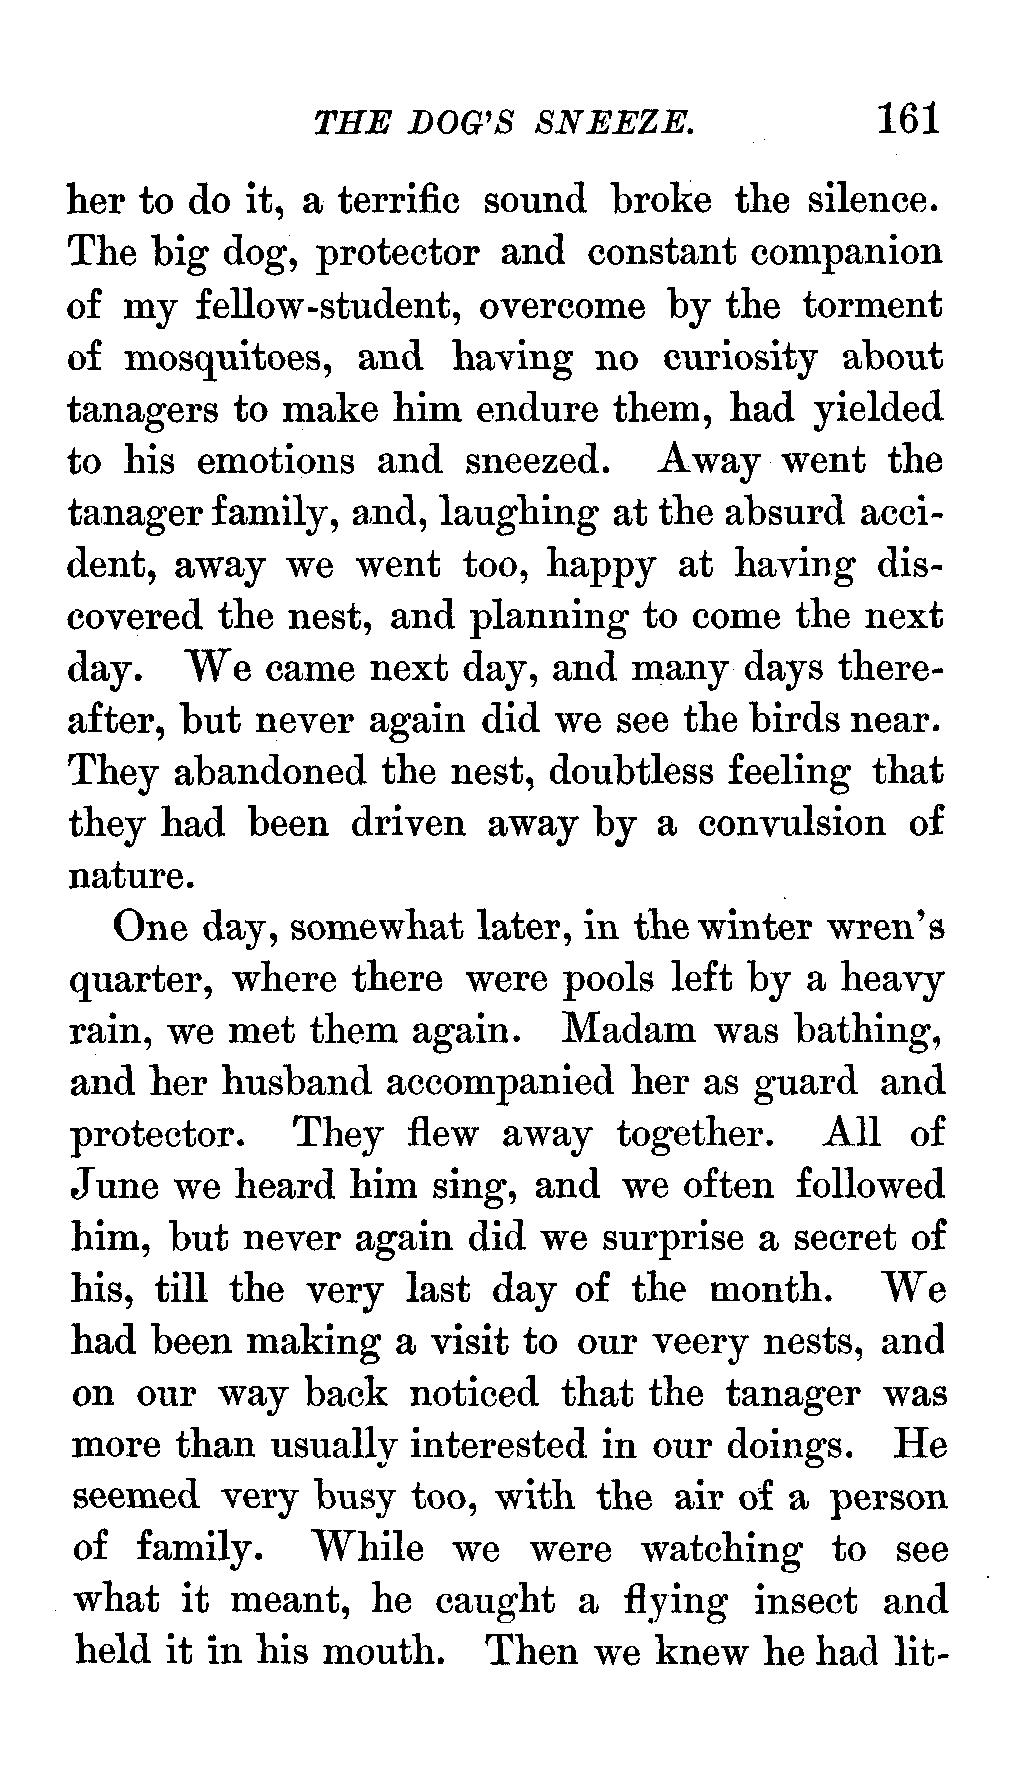 THE DOG'S SNEEZE. 161
her to do it, a terrific sound broke the silence.
The big dog, protector and constant companion
of my fellow-student, overcome by the torment
of mosquitoes, and having no curiosity about
tanagers to make him endure them, had yielded
to his emotions and sneezed. Away went the
tanager family, and, laughing at the absurd acci-
dent, away we went too, happy at having dis-
covered the nest, and planning to come the next
day. We came next day, and many days there-
after, but never again did we see the birds near.
They abandoned the nest, doubtless feeling that
they had been driven away by a convulsion of
nature.
One day, somewhat later, in the winter wren's
quarter, where there were pools left by a heavy
rain, we met them again. Madam was bathing,
and her husband accompanied her as guard and
protector. They flew away together. All of
June we heard him sing, and we often followed
him, but never again did we surprise a secret of
his, till the very last day of the month. We
had been making a visit to our veery nests, and
on our way back noticed that the tanager was
more than usually interested in our doings. He
seemed very busy too, with the air of a person
of family. While we were watching to see
what it meant, he caught a flying insect and
held it in his mouth. Then we knew he had lit-